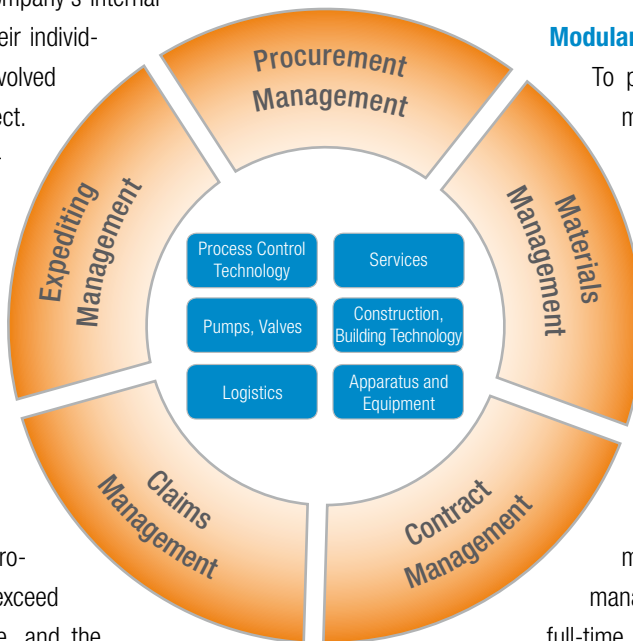 ompany's internal
eir individ-
volved
ect.
Procurement
Management
Modular
To p
m
Expediting
Management
Materials
Management
Process Control
Technology
Services
Pumps, Valves
Construction,
Building Technology
Logistics
Apparatus and
Equipment
Claims
Management
Contract
Management
ro-
exceed
e, and the
m
mana
full-time